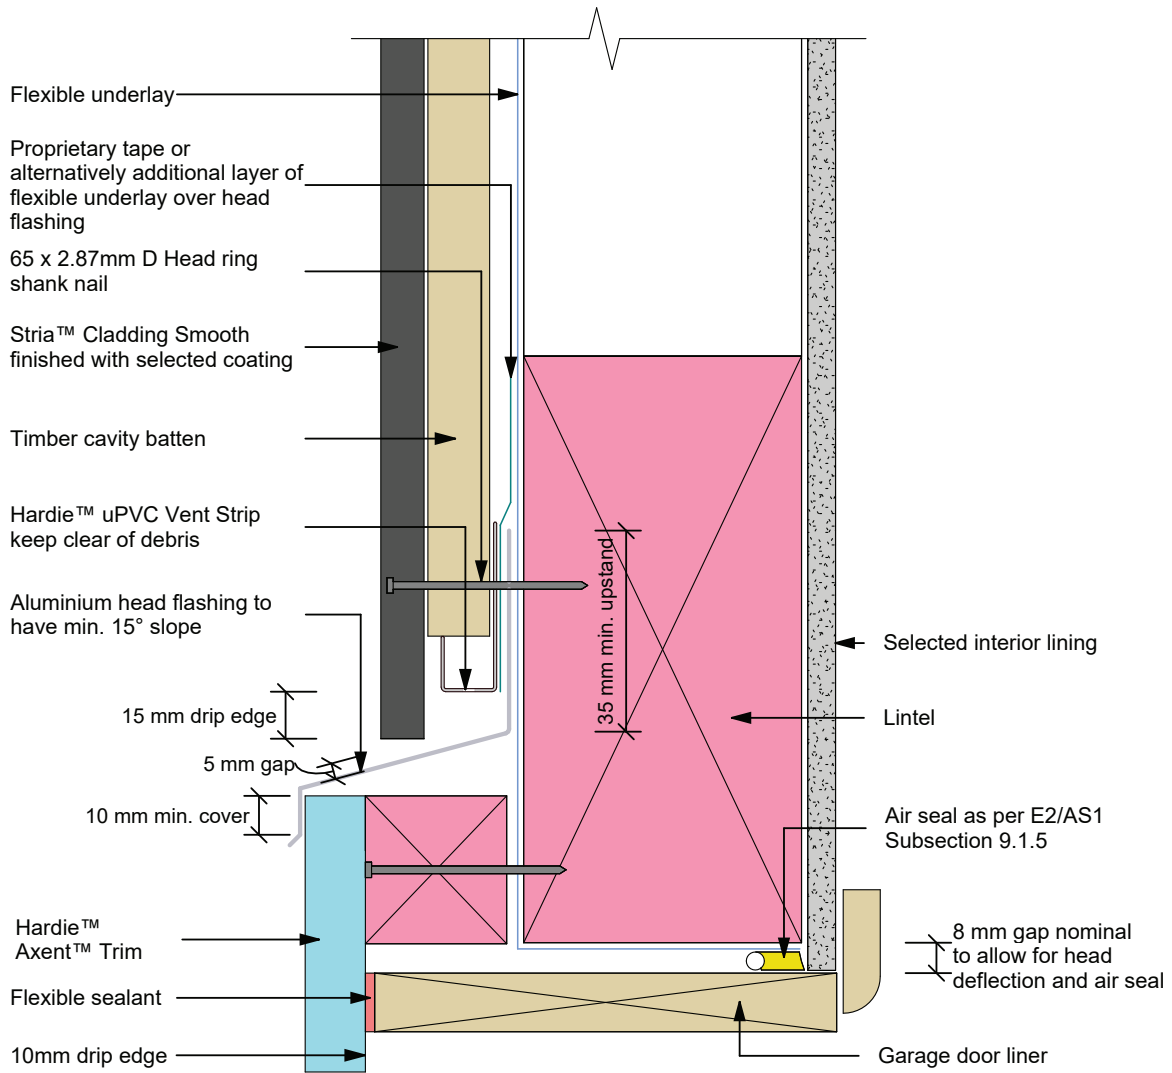 Flexible underlay
Proprietary tape or
alternatively additional layer of
flexible underlay over head
flashing
65 x 2.87mm D Head ring
shank nail
Stria™ Cladding Smooth
finished with selected coating
Timber cavity batten
Hardie™ uPVC Vent Strip
keep clear of debris
Aluminium head flashing to
have min. 15° slope
15 mm drip edge
5 mm gap
10 mm min. cover
Hardie™
Axent™ Trim
Flexible sealant
10mm drip edge
35 mm min. upstand
Selected interior lining
Lintel
Air seal as per E2/AS1
Subsection 9.1.5
8 mm gap nominal
to allow for head
deflection and air seal
Garage door liner